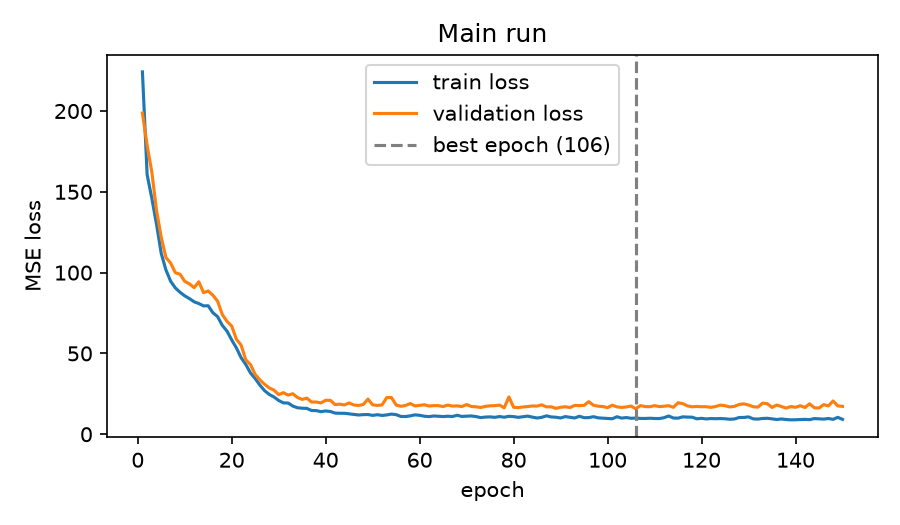 Main run
train loss
validation loss
best epoch (106)
MSE loss
200
150
100
50
0
0 20 40 60 80 100 120 140
epoch